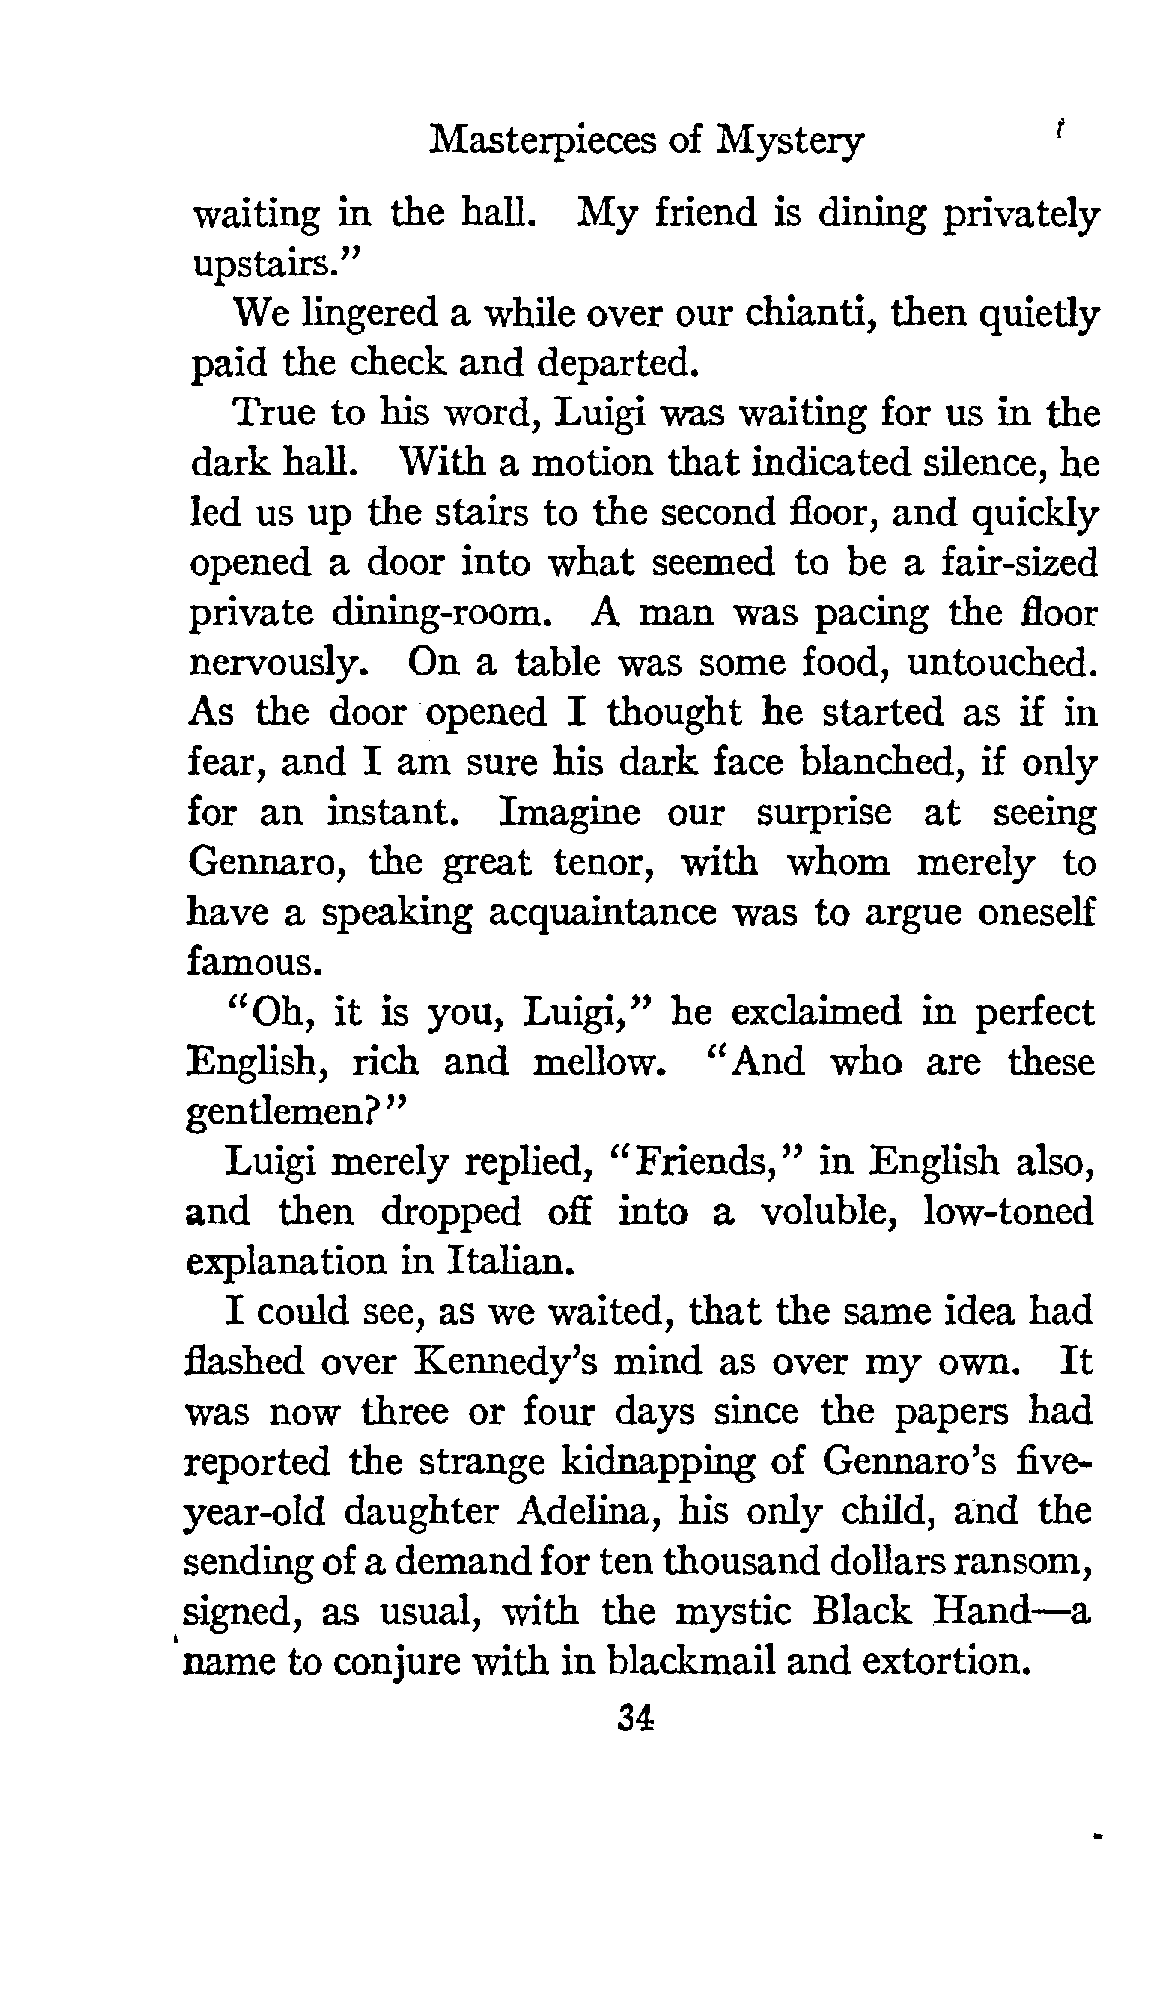 Masterpieces of Mystery
waiting in the hall. My friend is dining privately
upstairs."
We lingered a while over our chianti, then quietly
paid the check and departed.
True to his word, Luigi was waiting for us in the
dark hall. With a motion that indicated silence, he
led us up the stairs to the second floor, and quickly
opened a door into what seemed to be a fair-sized
private dining-room. A man was pacing the floor
nervously. On a table was some food, untouched.
As the door opened I thought he started as if in
fear, and I am sure his dark face blanched, if only
for an instant. Imagine our surprise at seeing
Gennaro, the great tenor, with whom merely to
have a speaking acquaintance was to argue oneself
famous.
"Oh, it is you, Luigi," he exclaimed in perfect
English, rich and mellow. "And who are these
gentlemen?"
Luigi merely replied, "Friends," in English also,
and then dropped off into a voluble, low-toned
explanation in Italian.
I could see, as we waited, that the same idea had
flashed over Kennedy's mind as over my own. It
was now three or four days since the papers had
reported the strange kidnapping of Gennaro's five-
year-old daughter Adelina, his only child, and the
sending of a demand for ten thousand dollars ransom,
signed, as usual, with the mystic Black Hand—a
name to conjure with in blackmail and extortion.
34